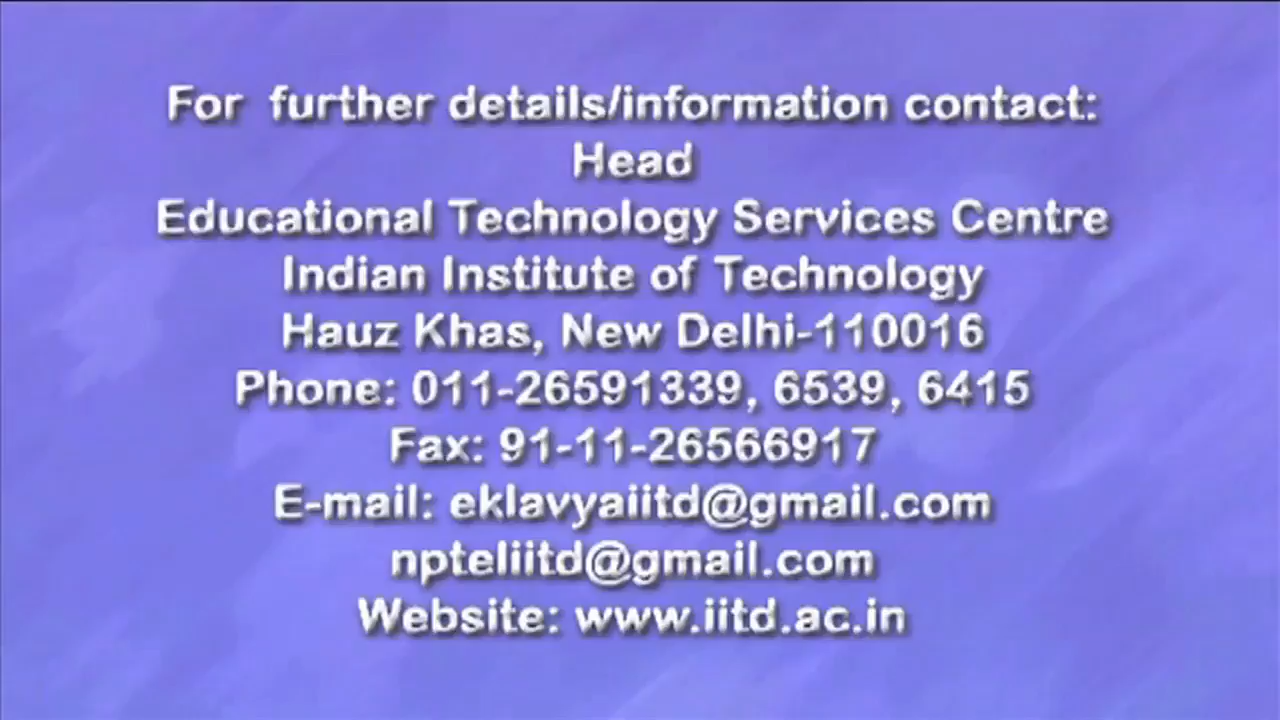 For further details/information contact:
Head
Educational Technology Services Centre
Indian Institute of Technology
Hauz Khas, New Delhi-110016
Phone: 011-26591339, 6539, 6415
Fax: 91-11-26566917
E-mail: eklavyaiitd@gmail.com
npteliitd@gmail.com
Website: www.iitd.ac.in